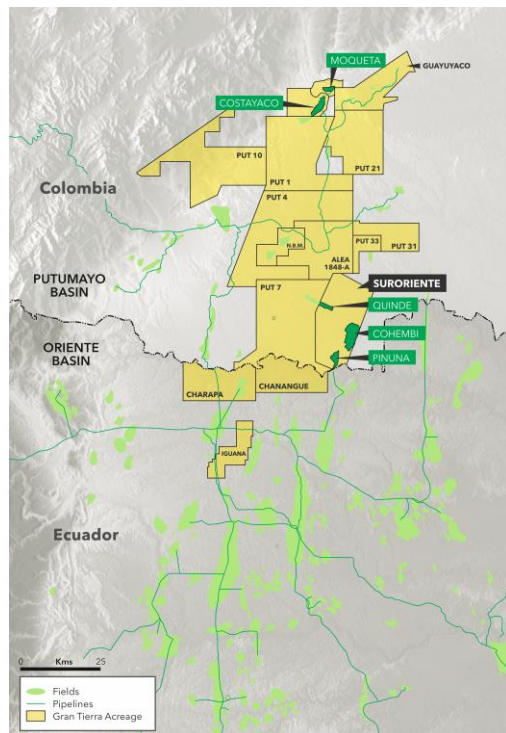 MOQUETA
GUAYUYACO
COSTAYACO
PUT 10
PUT 21
PUT 1
Colombia
PUT 4
N.B.M.
PUT 33
PUT 31
ALEA
1848-A
PUTUMAYO
BASIN
SURORIENTE
PUT 7
QUINDE
COHEMBI
ORIENTE
BASIN
PINUNA
CHANANGUE
CHARAPA
IGUANA
Ecuador
0 Kms 25
Fields
Pipelines
Gran Tierra Acreage